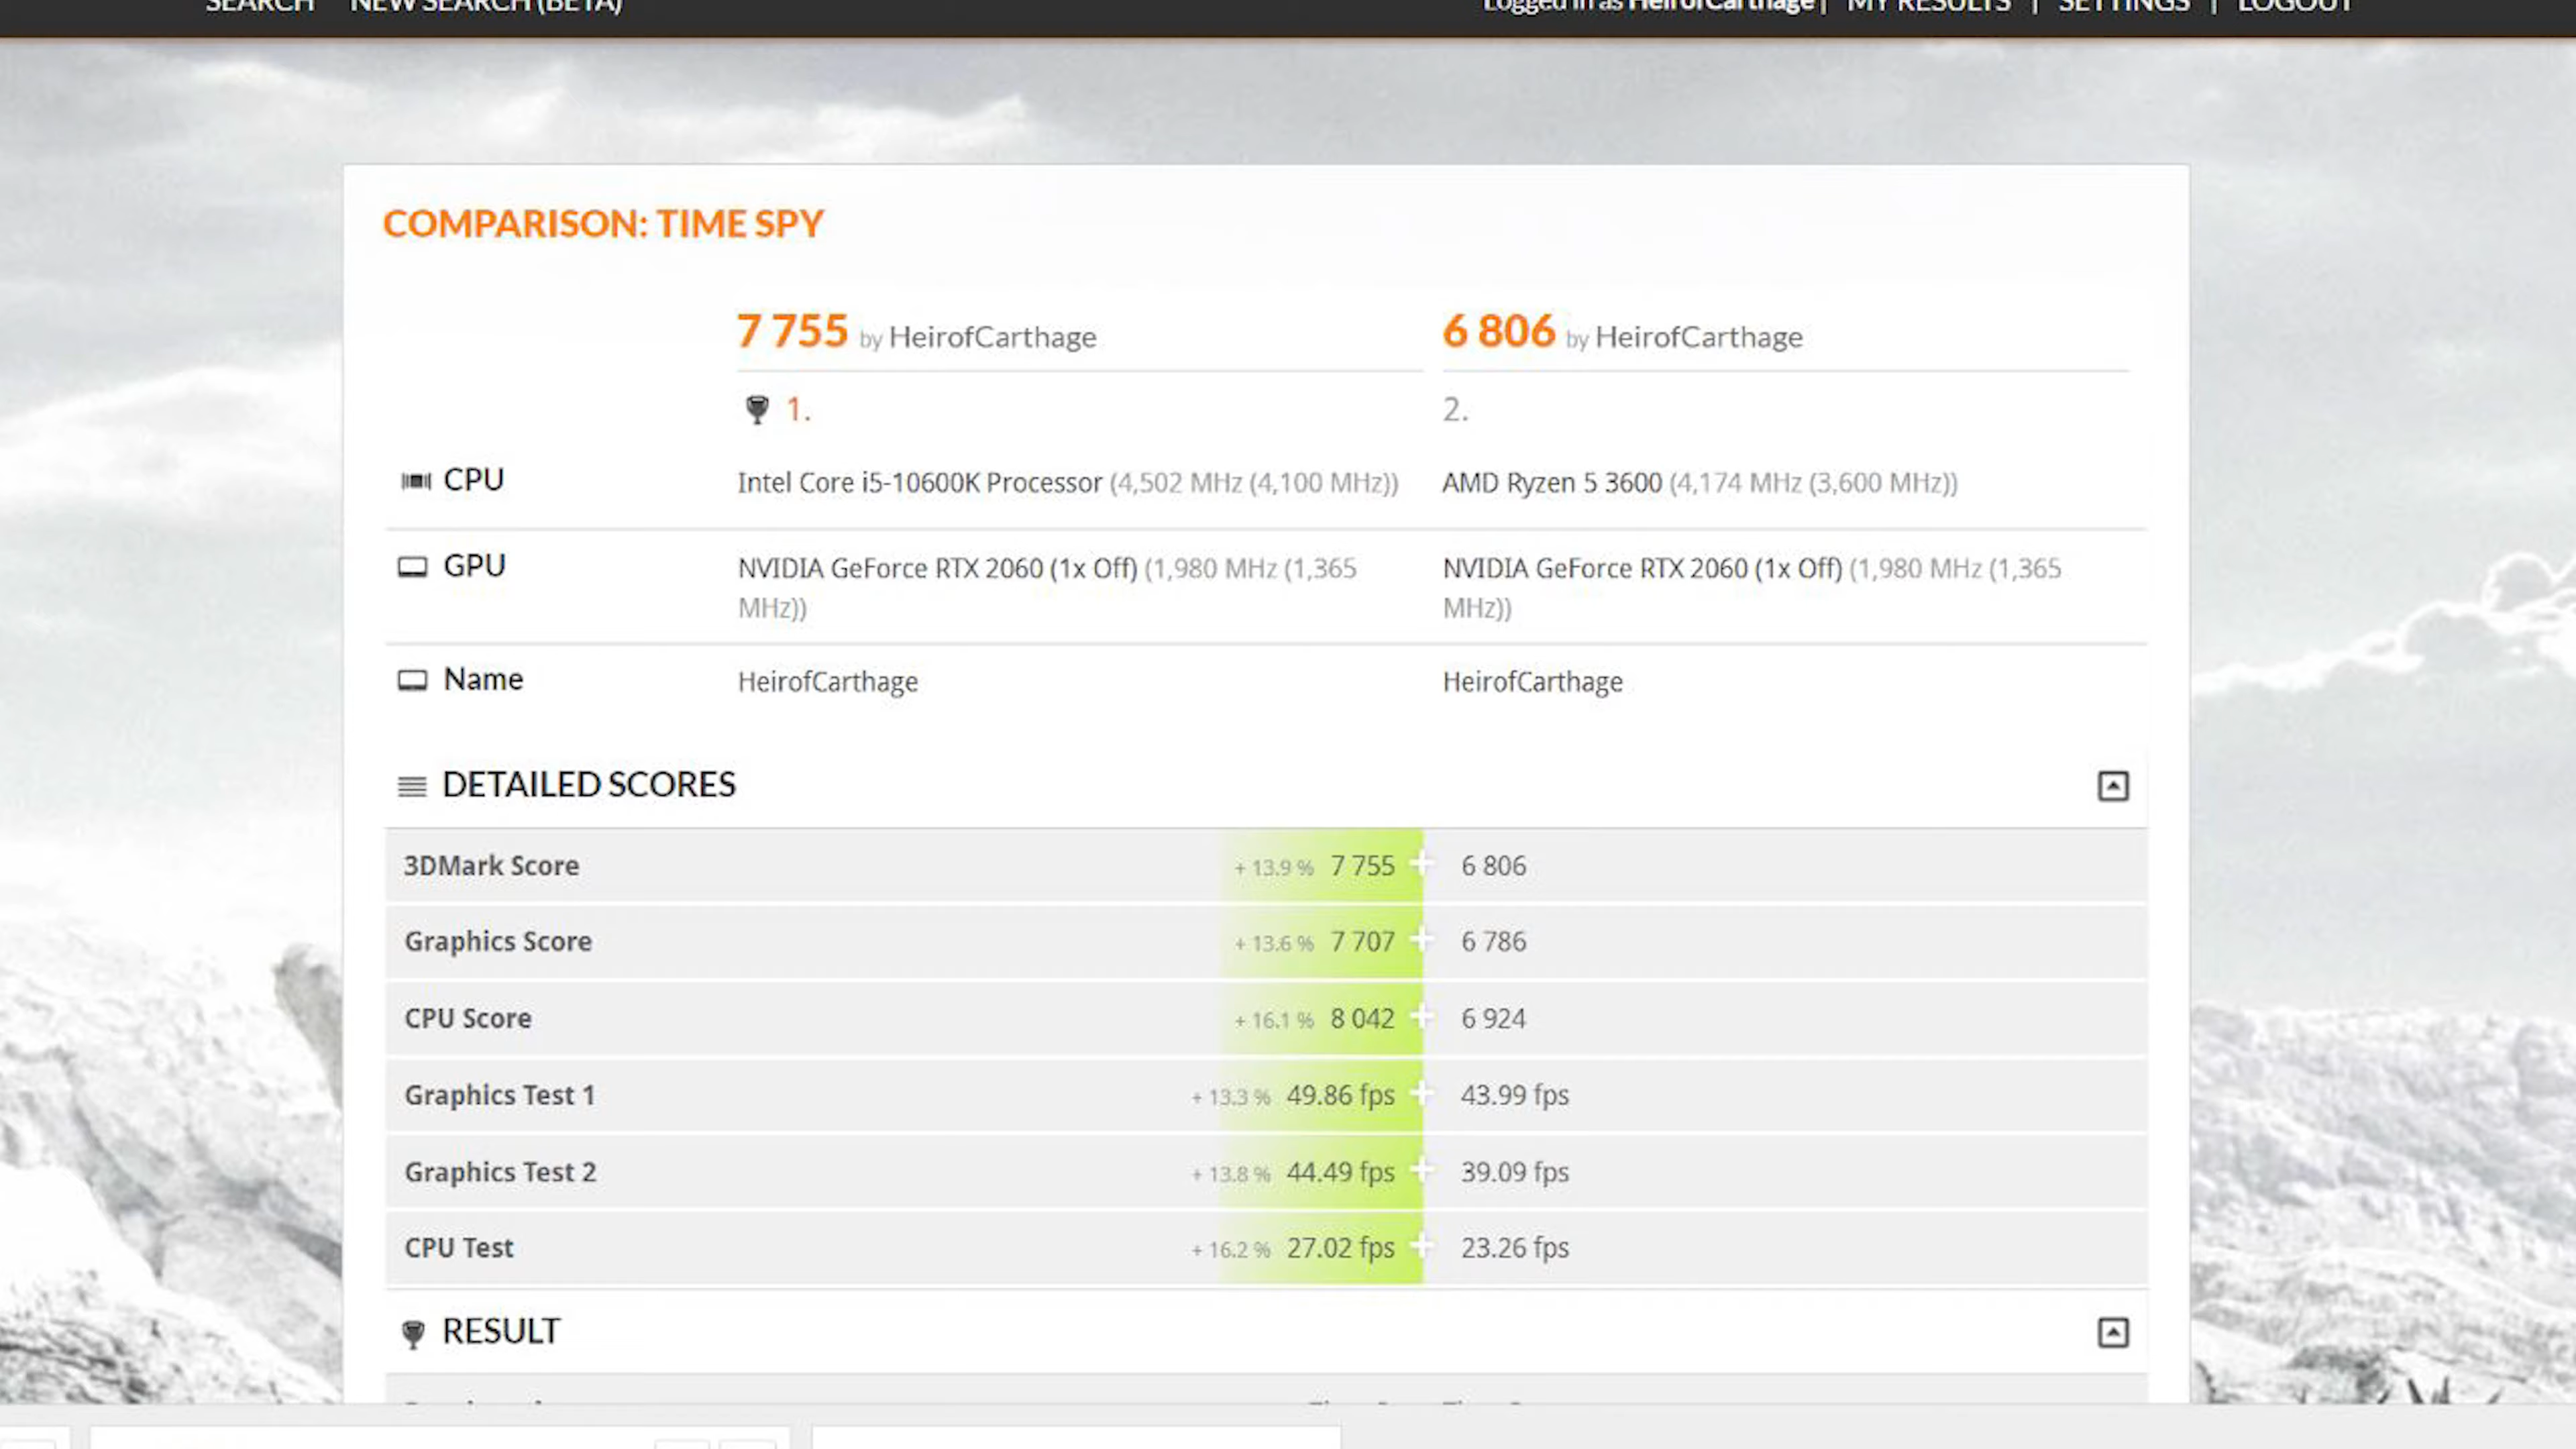 SEARCH NEW SEARCH (BETA) Logged in as HeirofCarthage | MY RESULTS | SETTINGS | LOGOUT
COMPARISON: TIME SPY
7 755 by HeirofCarthage 6 806 by HeirofCarthage
1. 2.
CPU Intel Core i5-10600K Processor (4,502 MHz (4,100 MHz)) AMD Ryzen 5 3600 (4,174 MHz (3,600 MHz))
GPU NVIDIA GeForce RTX 2060 (1x Off) (1,980 MHz (1,365 NVIDIA GeForce RTX 2060 (1x Off) (1,980 MHz (1,365
MHz)) MHz))
Name HeirofCarthage HeirofCarthage
DETAILED SCORES
3DMark Score + 13.9 % 7 755 6 806
Graphics Score + 13.6 % 7 707 6 786
CPU Score + 16.1 % 8 042 6 924
Graphics Test 1 + 13.3 % 49.86 fps 43.99 fps
Graphics Test 2 + 13.8 % 44.49 fps 39.09 fps
CPU Test + 16.2 % 27.02 fps 23.26 fps
RESULT